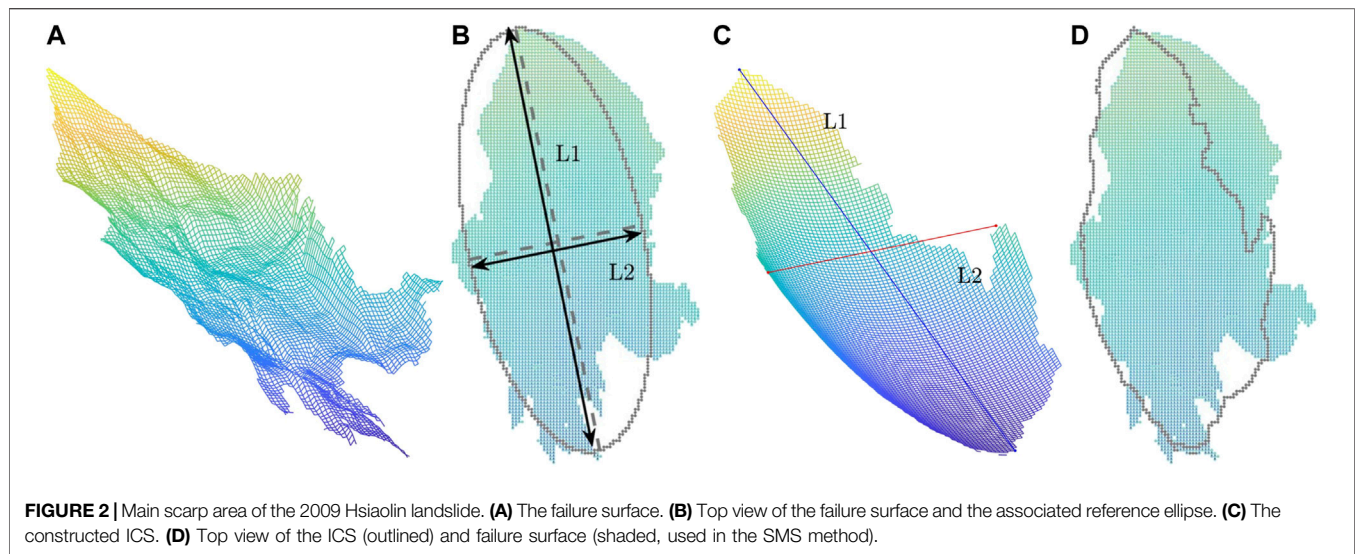 A
B
C
D
L1
L2
L1
L2
FIGURE 2 | Main scarp area of the 2009 Hsiaolin landslide. (A) The failure surface. (B) Top view of the failure surface and the associated reference ellipse. (C) The
constructed ICS. (D) Top view of the ICS (outlined) and failure surface (shaded, used in the SMS method).